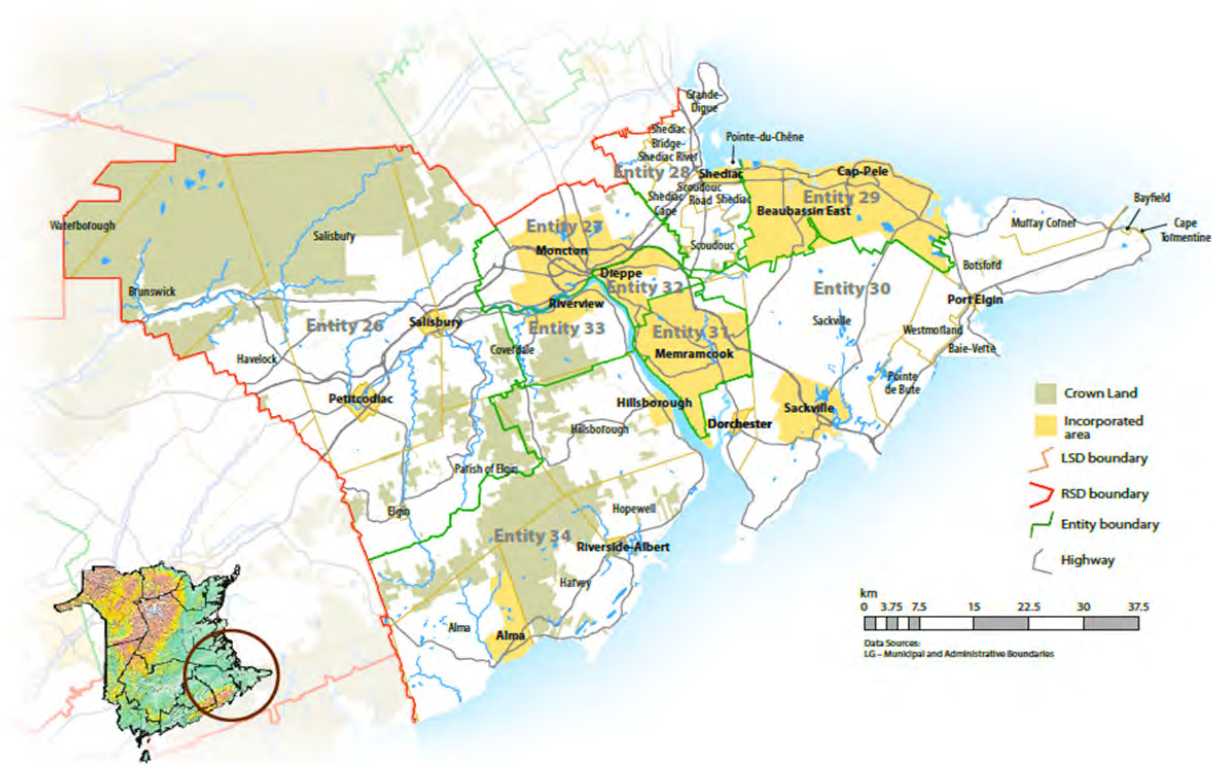 Grande-
Digue
Shediac
Bridge-
Shediac River
Pointe-du-Chêne
Entity 28
Shediac
Cap-Pele
Scoudouc
Road
Shediac
Shediac
Cape
Entity 29
Beaubassin East
Bayfield
Cape
Tolmentine
Murray Corner
Waterborough
Salisbury
Entity 27
Moncton
Scoudouc
Botsford
Dieppe
Entity 32
Entity 30
Brunswick
Port Elgin
Riverview
Entity 26
Salisbury
Entity 33
Entity 31
Sackville
Westmorland
Coverdale
Memramcook
Baie-Verte
Havelock
Pointe
de Bute
Petitcodiac
Hillsborough
Sackville
Dorchester
Hillsborough
Parish of Elgin
Elgin
Hopewell
Entity 34
Riverside-Albert
Harvey
Alma
Alma
Crown Land
Incorporated
area
LSD boundary
RSD boundary
Entity boundary
Highway
km
0 3.75 7.5 15 22.5 30 37.5
Data Sources:
LG – Municipal and Administrative Boundaries